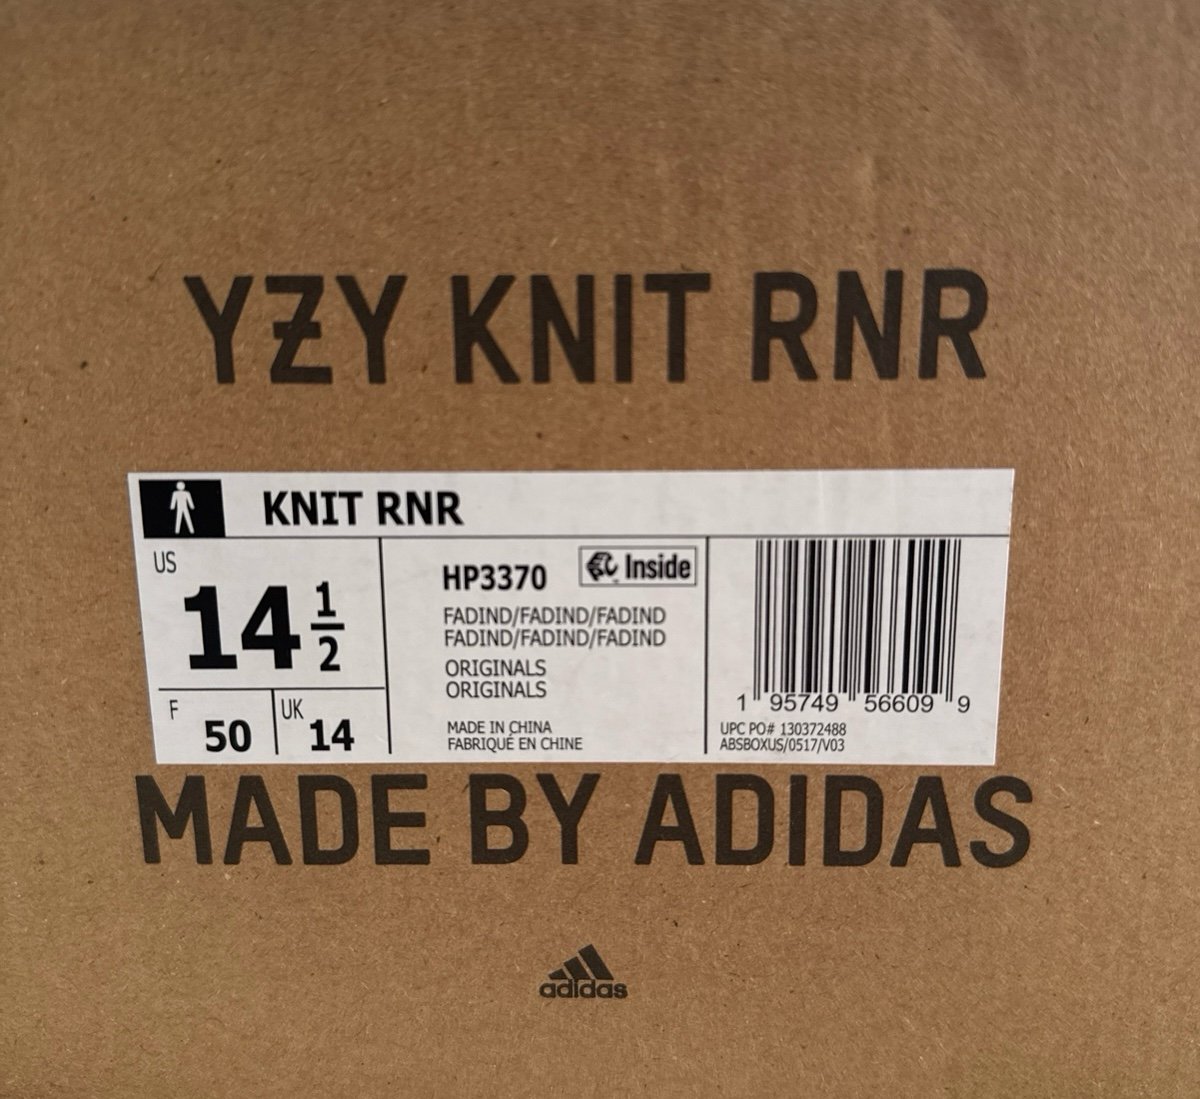 YZY KNIT RNR
KNIT RNR
US
14 1/2
F 50
UK 14
HP3370
Inside
FADIND/FADIND/FADIND
FADIND/FADIND/FADIND
ORIGINALS
ORIGINALS
MADE IN CHINA
FABRIQUÉ EN CHINE
1 95749 56609 9
UPC PO# 130372488
ABSBOXUS/0517/V03
MADE BY ADIDAS
adidas